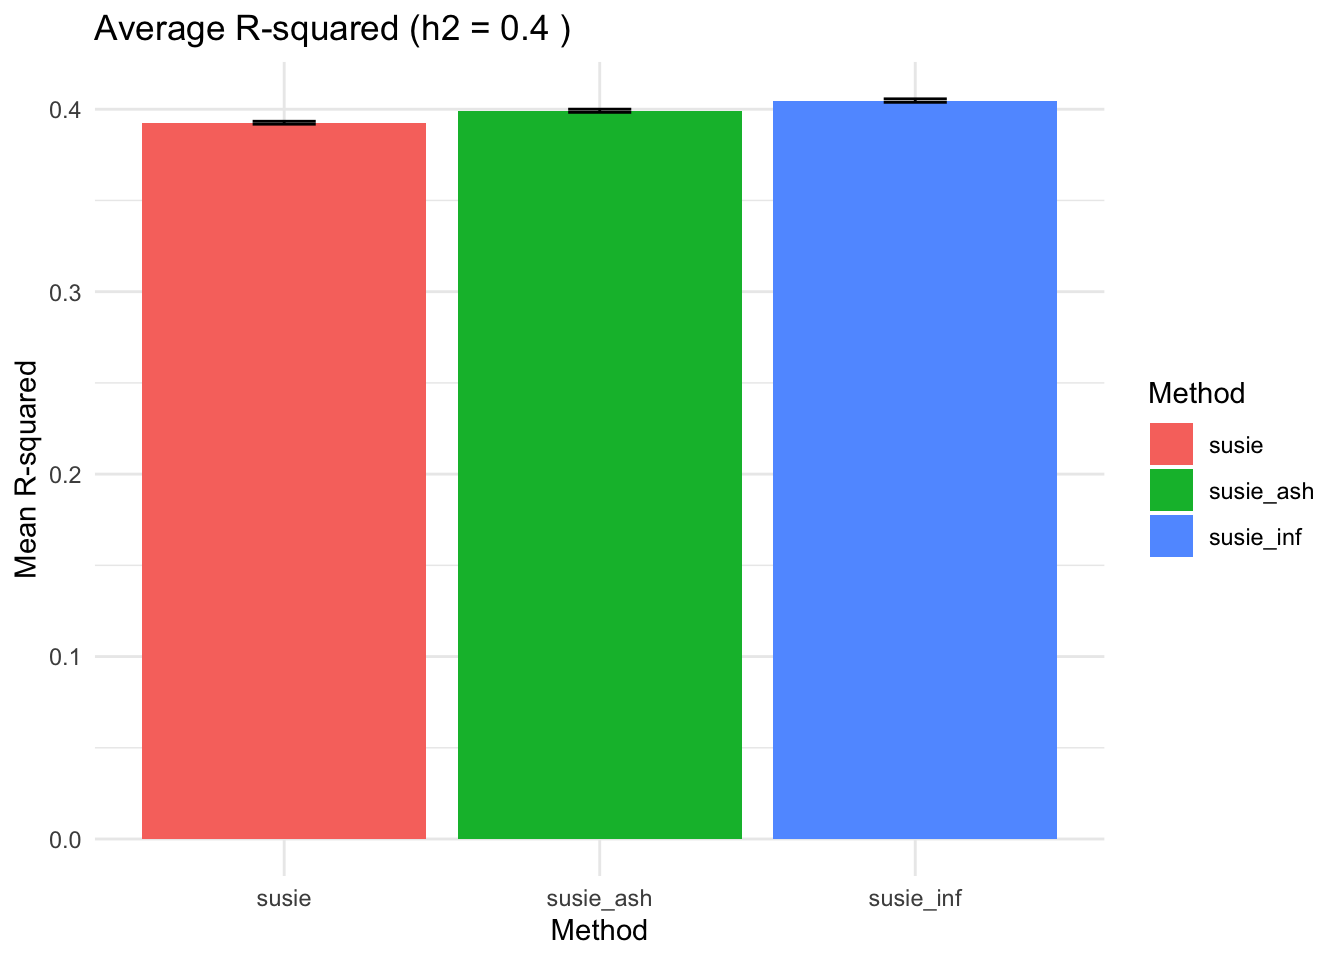 Average R-squared (h2 = 0.4 )
Mean R-squared
0.4
0.3
0.2
0.1
0.0
susie
susie_ash
susie_inf
Method
Method
susie
susie_ash
susie_inf